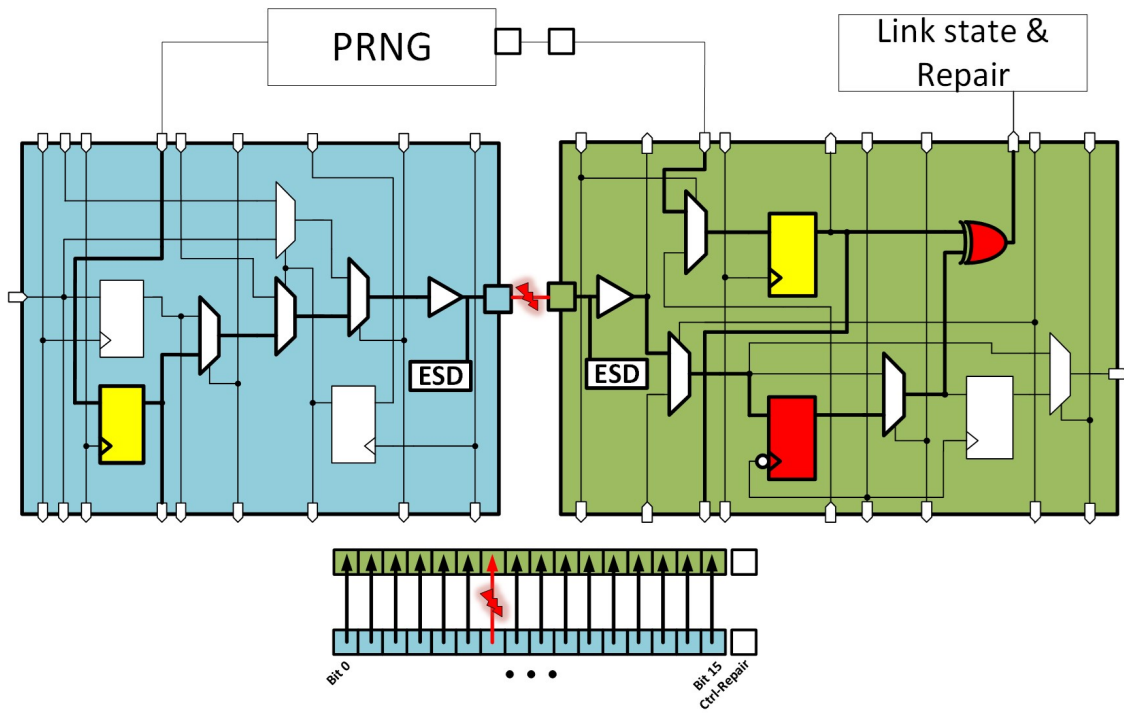 PRNG
Link state &
Repair
ESD
ESD
Bit 0
• • •
Bit 15
Ctrl-Repair